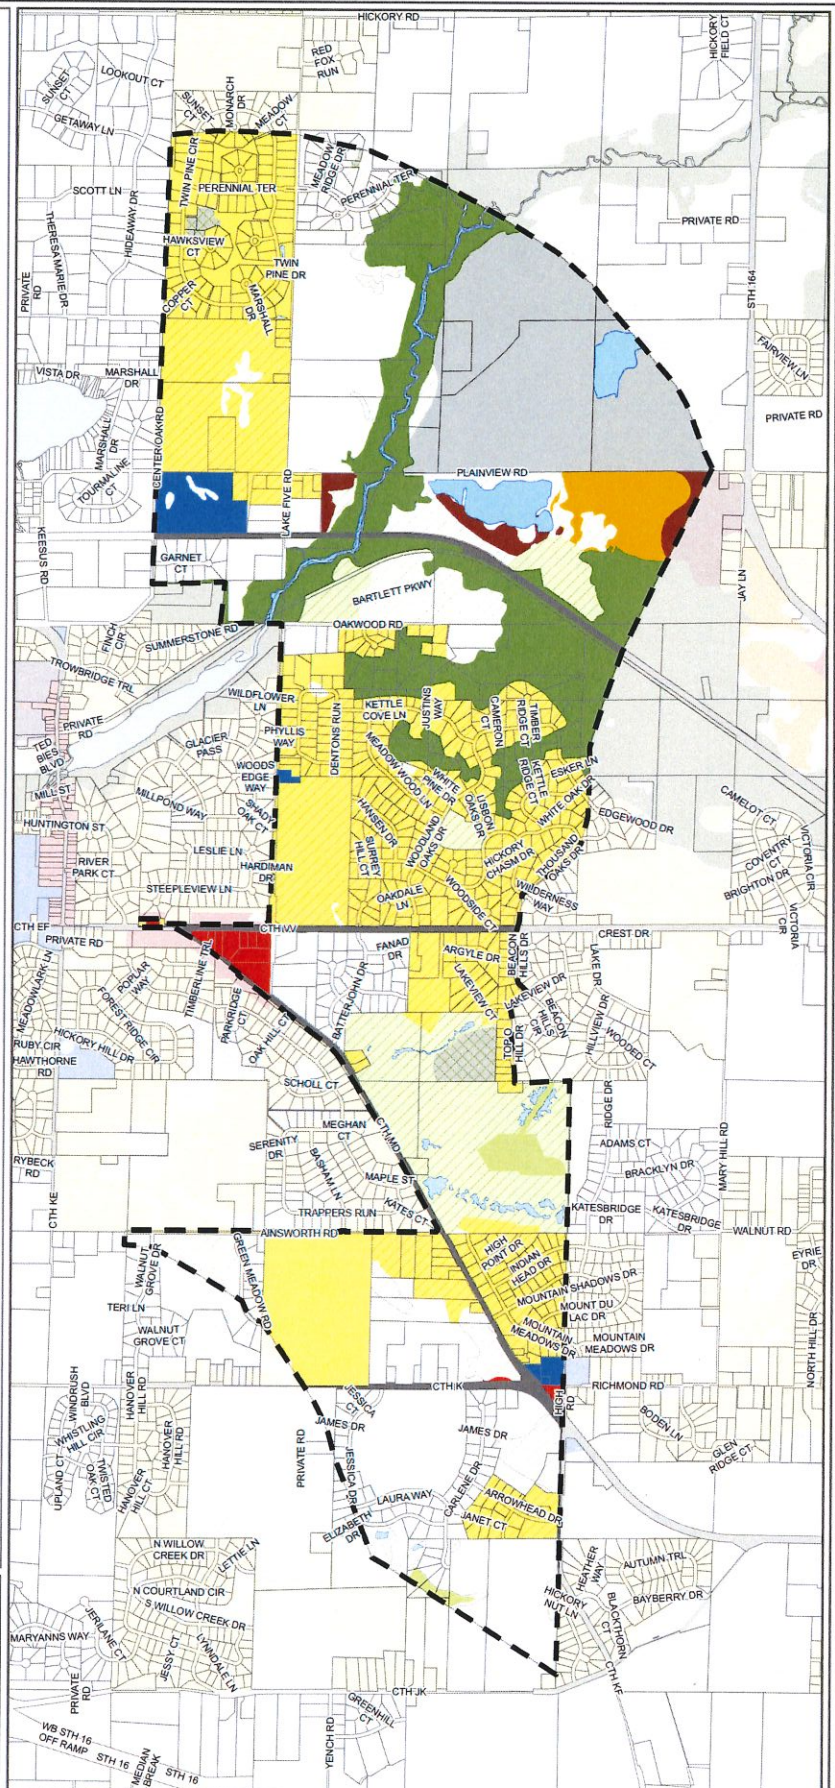 HICKORY RD
HICKORY
FIELD CT
RED
FOX
RUN
LOOKOUT CT
SUNSET
CT
SUNSET
CT
MONARCH
DR
MEADOW
CT
GETAWAY LN
TWIN PINE CIR
MEADOW
RIDGE DR
PERENNIAL TER
PERENNIAL TER
SCOTT LN
HIDEAWAY DR
THERESA MARIE DR
PRIVATE RD
HAWKSVIEW
CT
TWIN
PINE DR
PRIVATE
RD
COPPER
CT
MARSHALL
DR
STH 164
FAIRVIEW LN
VISTA DR
MARSHALL
DR
PRIVATE RD
MARSHALL
DR
CENTER OAK RD
TOURMALINE
CT
PLAINVIEW RD
LAKE FIVE RD
KEESUS RD
GARNET
CT
BARTLETT PKWY
JAY LN
OAKWOOD RD
FINCH
CIR
SUMMERSTONE RD
TROWBRIDGE TRL
WILDFLOWER
LN
KETTLE
COVE LN
JUSTINS
WAY
CAMERON
CT
TIMBER
RIDGE CT
PRIVATE
RD
TED
BIES
BLVD
GLACIER
PASS
PHYLLIS
WAY
DENTONS RUN
MEADOW WOOD LN
WHITE
PINE DR
KETTLE
RIDGE CT
ESKER LN
WOODS
EDGE
WAY
MILL ST
MILLPOND WAY
SHADY
OAK CT
HANSEN DR
WOODLAND
OAKS DR
LISBON
OAKS DR
WHITE OAK DR
EDGEWOOD DR
CAMELOT CT
HUNTINGTON ST
LESLIE LN
SURREY
HILL CT
HICKORY
CHASM DR
THOUSAND
OAKS DR
COVENTRY
CT
VICTORIA CIR
RIVER
PARK CT
HARDIMAN
DR
BRIGHTON DR
STEEPLEVIEW LN
OAKDALE
LN
WOODSIDE CT
WILDERNESS
WAY
VICTORIA
CIR
CTH EF
CTH VV
CREST DR
PRIVATE RD
TIMBERLINE TRL
FANAD
DR
ARGYLE DR
BEACON
HILLS DR
LAKE DR
MEADOWLARK LN
POPLAR
WAY
BATTERJOHN DR
LAKEVIEW CT
LAKEVIEW DR
FOREST RIDGE CIR
PARKRIDGE
CT
BEACON
HILLS
CIR
HILLVIEW DR
RUBY CIR
HICKORY HILL DR
OAK HILL CT
TOP O
HILL DR
WOODED CT
HAWTHORNE
RD
SCHOLL CT
RIDGE DR
MEGHAN
CT
CTH MD
ADAMS CT
MARY HILL RD
SERENITY
DR
BASHAM LN
BRACKLYN DR
RYBECK
RD
MAPLE ST
CTH KE
TRAPPERS RUN
KATES CT
KATESBRIDGE
DR
KATESBRIDGE
DR
AINSWORTH RD
WALNUT RD
WALNUT
GROVE DR
GREEN MEADOW RD
HIGH
POINT DR
INDIAN
HEAD DR
EYRIE
DR
MOUNTAIN SHADOWS DR
TERI LN
MOUNT DU
LAC DR
WALNUT
GROVE CT
MOUNTAIN
MEADOWS DR
MOUNTAIN
MEADOWS DR
NORTH HILL DR
WINDRUSH
BLVD
HANOVER
HILL RD
CTH K
RICHMOND RD
JESSICA
CT
HIGH
RD
WHISTLING
HILL CIR
HANOVER
HILL RD
JAMES DR
JAMES DR
BODEN LN
UPLAND CT
TWISTED
OAK CT
PRIVATE RD
GLEN
RIDGE CT
HANOVER
HILL CT
JESSICA DR
LAURA WAY
CARLENE DR
ARROWHEAD DR
JANET CT
ELIZABETH
DR
N WILLOW
CREEK DR
LETTIE LN
HEATHER
WAY
AUTUMN TRL
N COURTLAND CIR
HICKORY
NUT LN
BAYBERRY DR
S WILLOW CREEK DR
BLACKTHORN
CT
MARYANNS WAY
JERILANE CT
JESSY CT
LYNNDALE LN
CTH KF
PRIVATE
RD
CTH JK
GREENHILL
CT
WB STH 16
OFF RAMP
STH 16
MEDIAN
BREAK
STH 16
YENCH RD